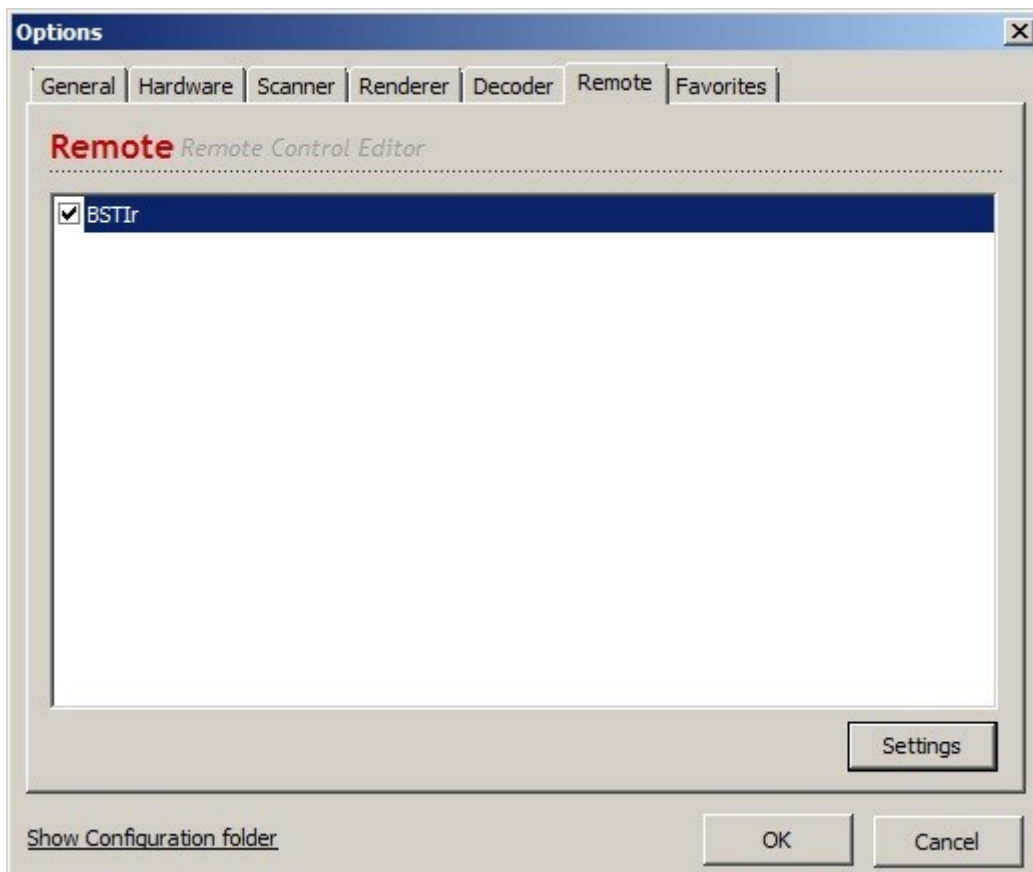 Options
General Hardware Scanner Renderer Decoder Remote Favorites
Remote Remote Control Editor
BSTIr
Settings
Show Configuration folder OK Cancel